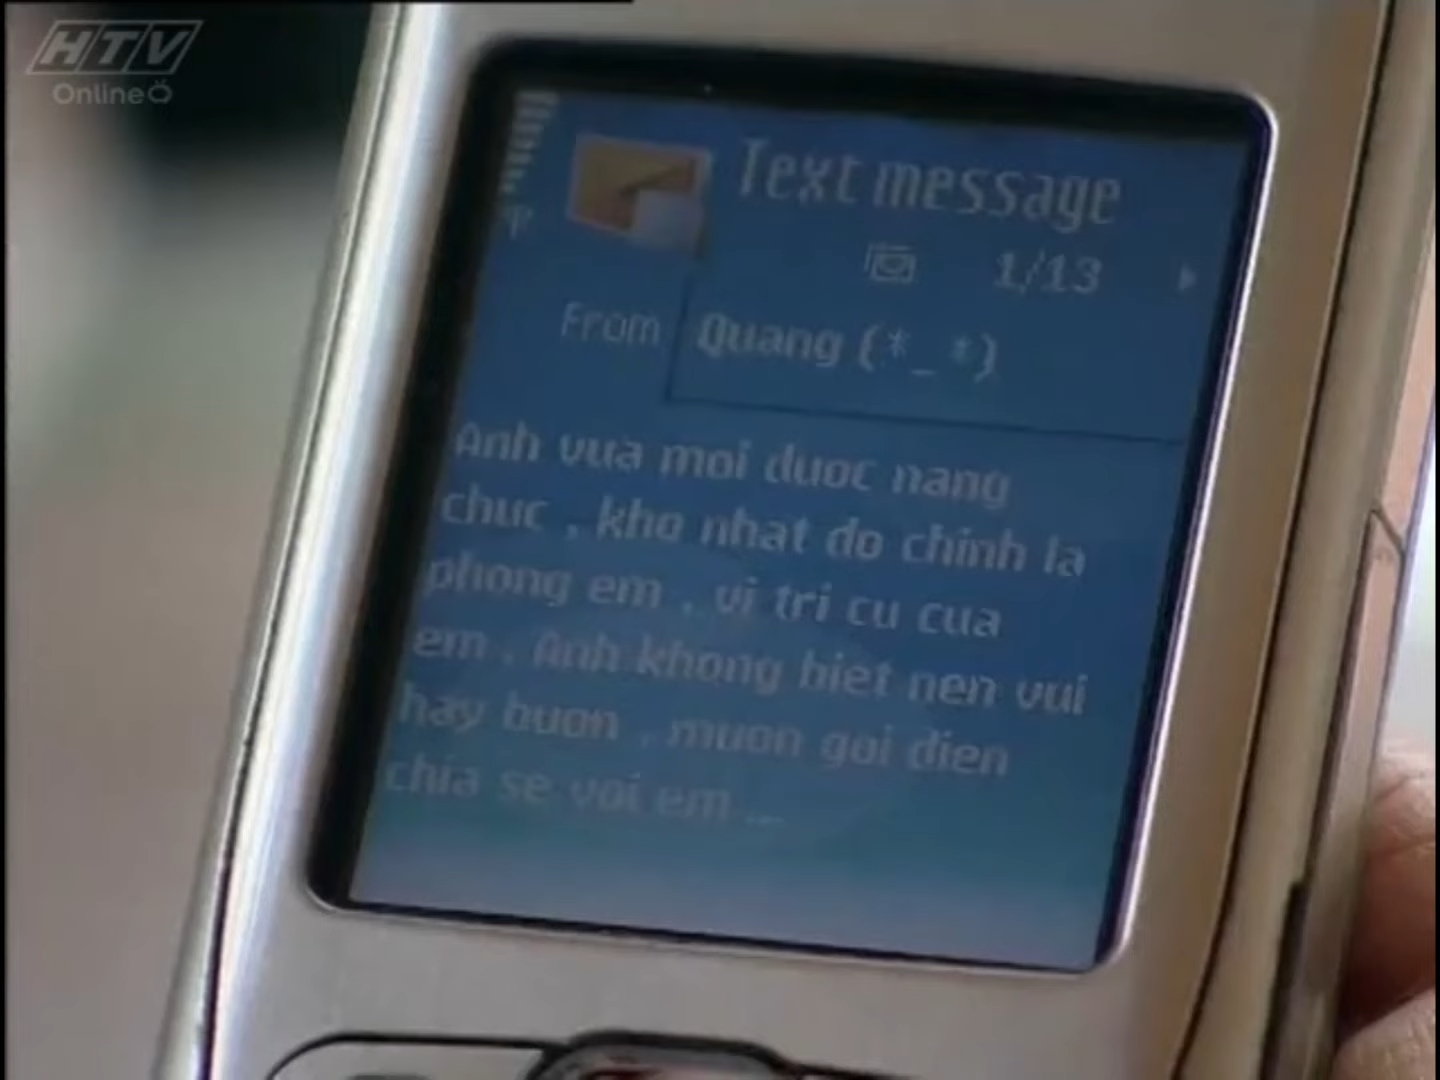 HTV
Online
Text message
1/13
From Quang (*_*)
Anh vua moi duoc nang
chuc , kho nhat do chinh la
phong em , vi tri cu cua
em . Anh khong biet nen vui
hay buon , muon goi dien
chia se voi em ...